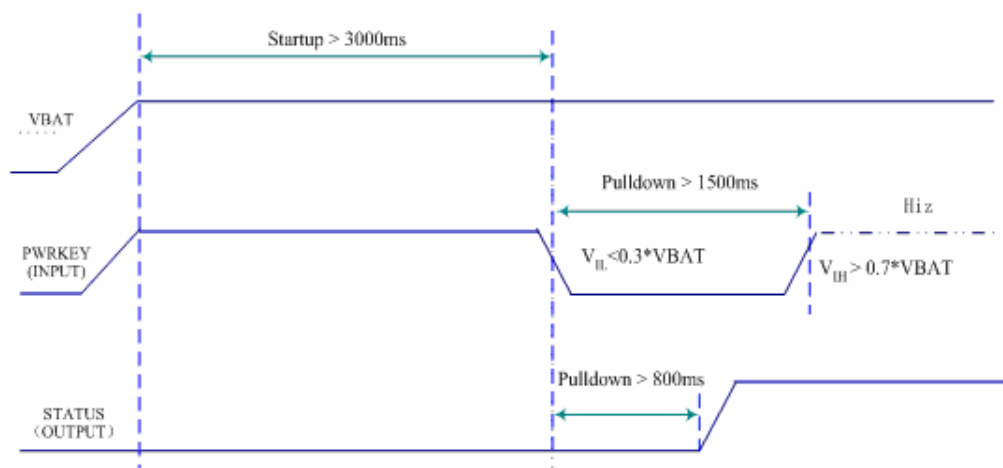 Startup > 3000ms
VBAT
Pulldown > 1500ms
Hiz
PWRKEY
(INPUT)
VIL<0.3*VBAT
VIH> 0.7*VBAT
Pulldown > 800ms
STATUS
（OUTPUT）